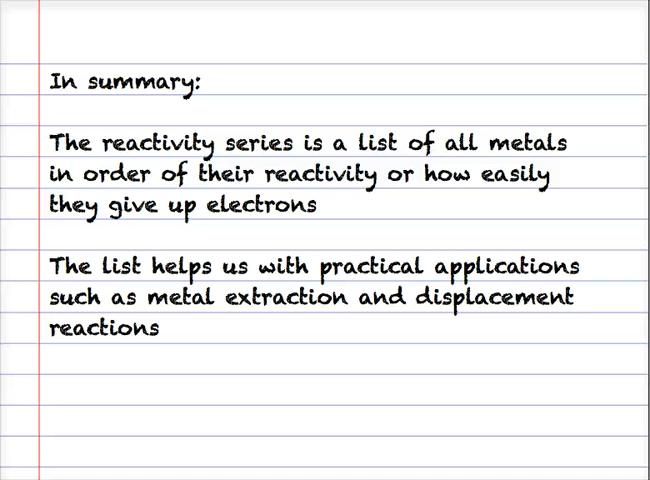 In summary:
The reactivity series is a list of all metals
in order of their reactivity or how easily
they give up electrons
The list helps us with practical applications
such as metal extraction and displacement
reactions